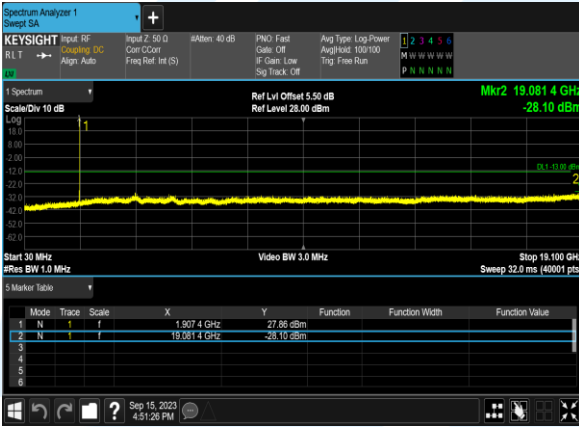 Spectrum Analyzer 1
Swept SA
KEYSIGHT Input: RF Input Z: 50 Ω #Atten: 40 dB PNO: Fast Avg Type: Log-Power 1 2 3 4 5 6
RLT Coupling: DC Corr CCorr Gate: Off Avg|Hold: 100/100 M W W W W W
Align: Auto Freq Ref: Int (S) IF Gain: Low Trig: Free Run
Sig Track: Off P N N N N N
1 Spectrum Ref Lvl Offset 5.50 dB Mkr2 19.081 4 GHz
Scale/Div 10 dB Ref Level 28.00 dBm -28.10 dBm
Log
18.0
8.00
-2.00
-12.0
-22.0
-32.0
-42.0
-52.0
-62.0
1
DL1 -13.00 dBm
2
Start 30 MHz Video BW 3.0 MHz Stop 19.100 GHz
#Res BW 1.0 MHz Sweep 32.0 ms (40001 pts
5 Marker Table
Mode Trace Scale X Y Function Function Width Function Value
1 N 1 f 1.907 4 GHz 27.86 dBm
2 N 1 f 19.081 4 GHz -28.10 dBm
3
4
5
6
Sep 15, 2023
4:51:26 PM